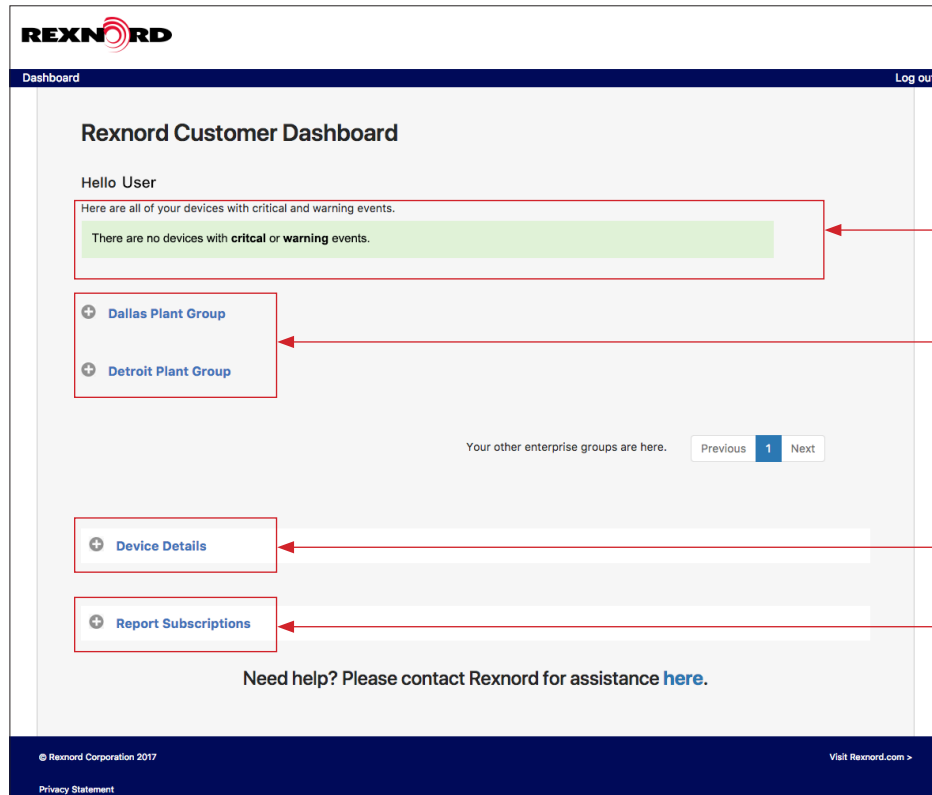 REXNORD
Dashboard Log out
Rexnord Customer Dashboard
Hello User
Here are all of your devices with critical and warning events.
There are no devices with critcal or warning events.
Dallas Plant Group
Detroit Plant Group
Your other enterprise groups are here. Previous 1 Next
Device Details
Report Subscriptions
Need help? Please contact Rexnord for assistance here.
© Rexnord Corporation 2017 Visit Rexnord.com >
Privacy Statement